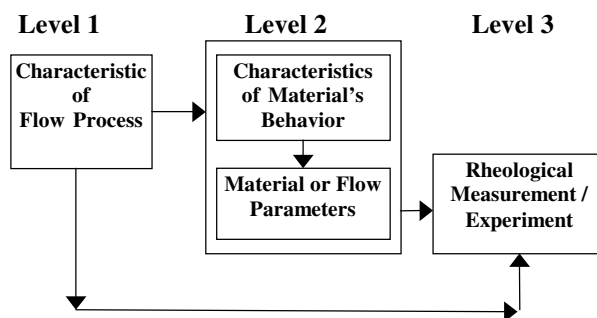 Level 1
Level 2
Level 3
Characteristic
of
Flow Process
Characteristics
of Material's
Behavior
Material or Flow
Parameters
Rheological
Measurement /
Experiment